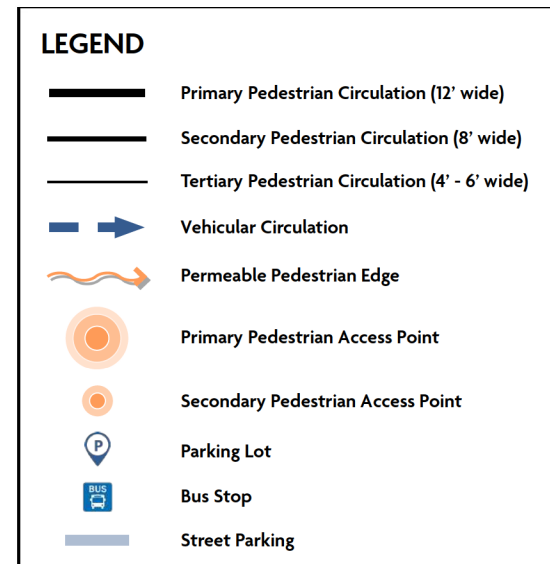 LEGEND
Primary Pedestrian Circulation (12’ wide)
Secondary Pedestrian Circulation (8’ wide)
Tertiary Pedestrian Circulation (4’ - 6’ wide)
Vehicular Circulation
Permeable Pedestrian Edge
Primary Pedestrian Access Point
Secondary Pedestrian Access Point
P
Parking Lot
BUS
Bus Stop
Street Parking